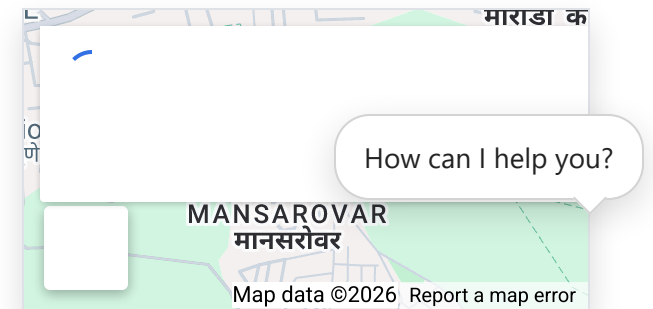 How can I help you?
MANSAROVAR
मानसरोवर
Map data ©2026
Report a map error